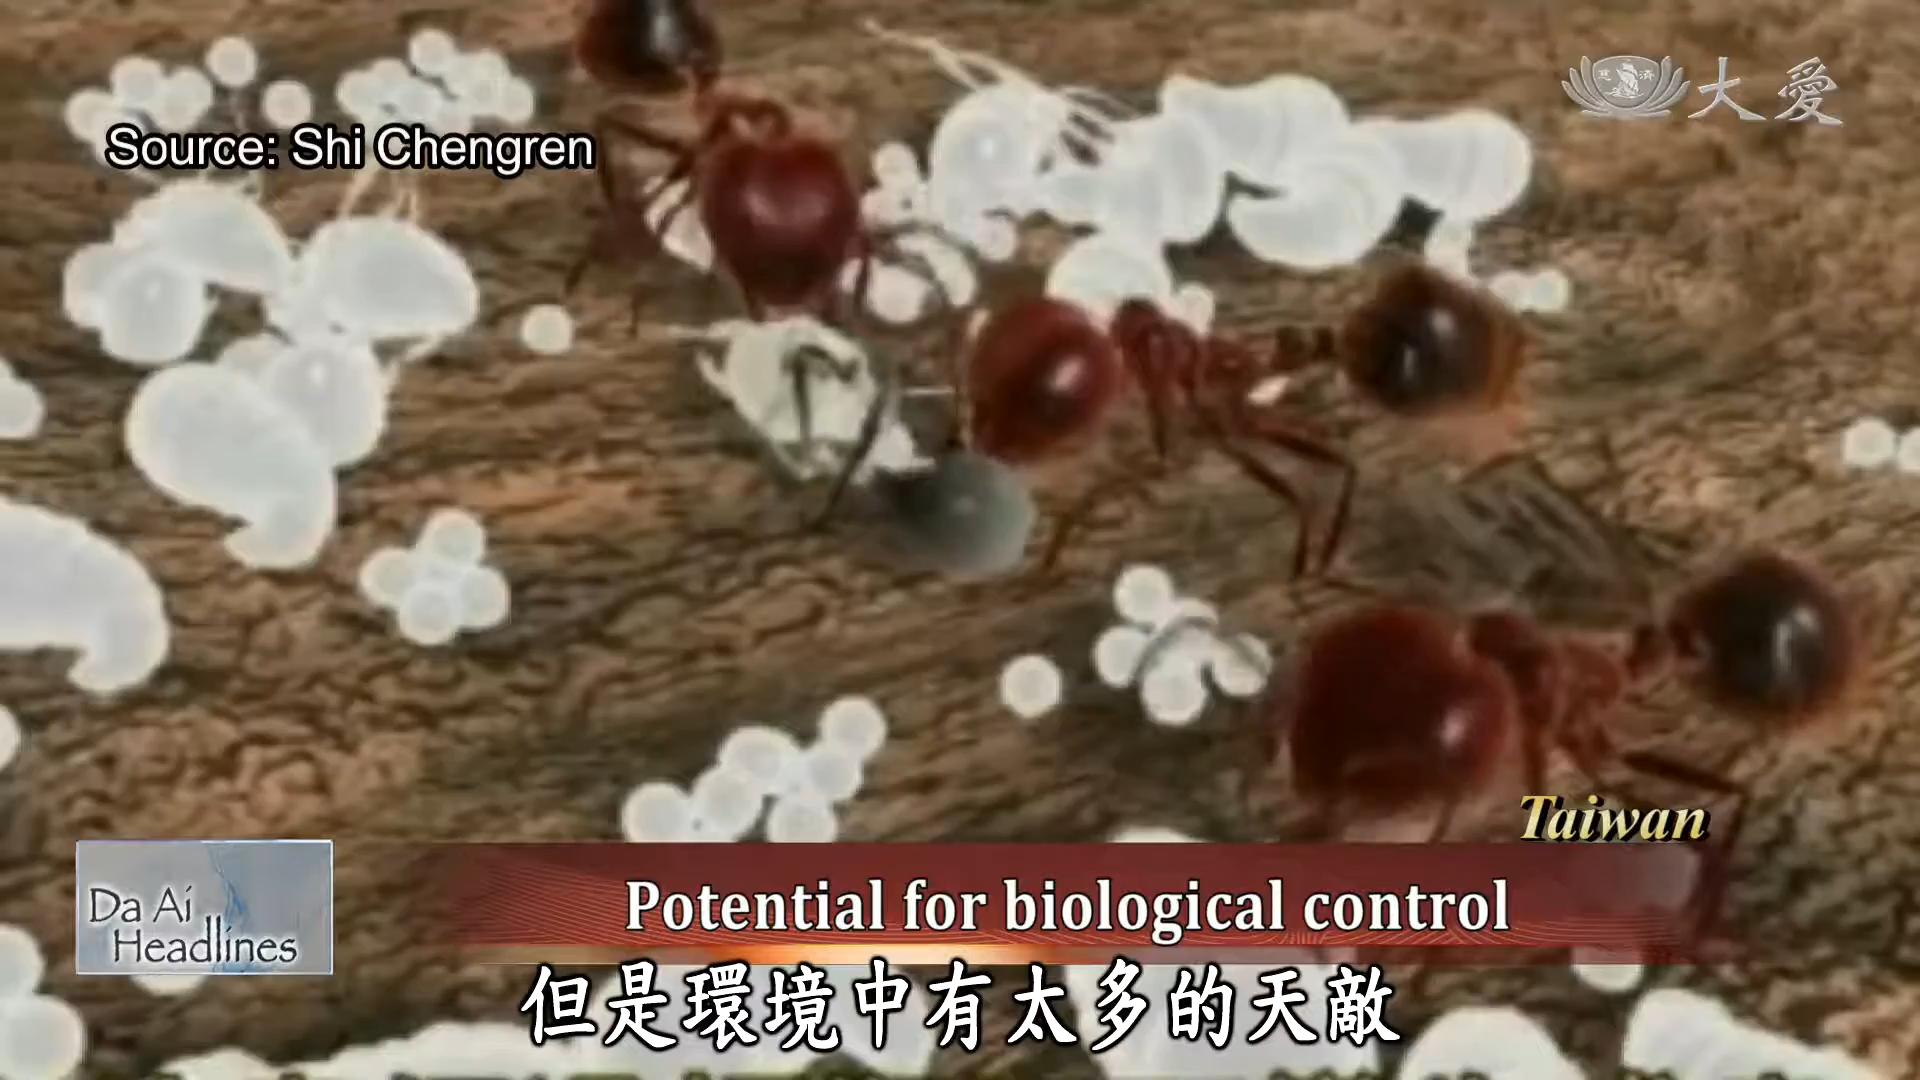 大愛
Source: Shi Chengren
Taiwan
Da Ai
Headlines
Potential for biological control
但是環境中有太多的天敵